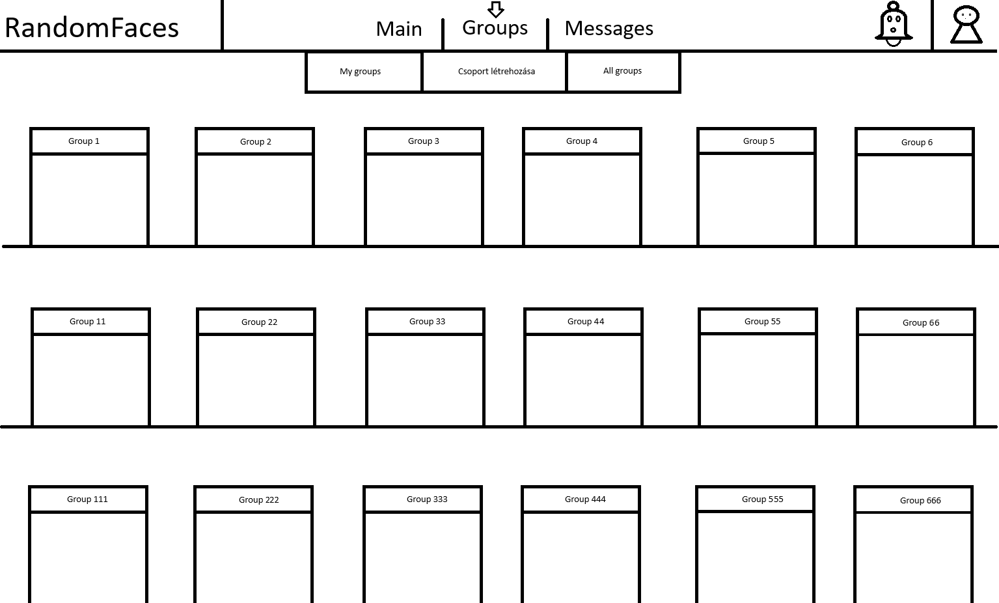 RandomFaces
Main
Groups
Messages
My groups
Csoport létrehozása
All groups
Group 1
Group 2
Group 3
Group 4
Group 5
Group 6
Group 11
Group 22
Group 33
Group 44
Group 55
Group 66
Group 111
Group 222
Group 333
Group 444
Group 555
Group 666